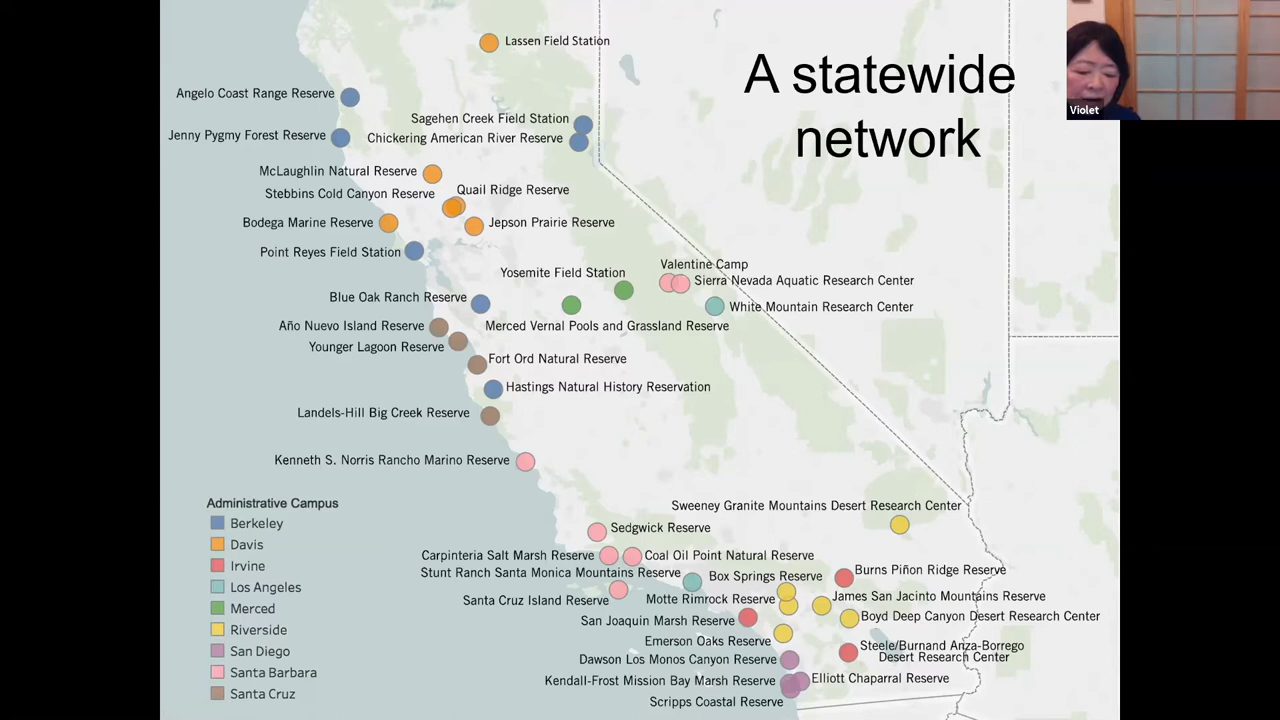 A statewide
network
Violet
Lassen Field Station
Angelo Coast Range Reserve
Sagehen Creek Field Station
Jenny Pygmy Forest Reserve
Chickering American River Reserve
McLaughlin Natural Reserve
Stebbins Cold Canyon Reserve
Quail Ridge Reserve
Bodega Marine Reserve
Jepson Prairie Reserve
Point Reyes Field Station
Valentine Camp
Yosemite Field Station
Sierra Nevada Aquatic Research Center
Blue Oak Ranch Reserve
White Mountain Research Center
Año Nuevo Island Reserve
Merced Vernal Pools and Grassland Reserve
Younger Lagoon Reserve
Fort Ord Natural Reserve
Hastings Natural History Reservation
Landels-Hill Big Creek Reserve
Kenneth S. Norris Rancho Marino Reserve
Sweeney Granite Mountains Desert Research Center
Sedgwick Reserve
Carpinteria Salt Marsh Reserve
Coal Oil Point Natural Reserve
Stunt Ranch Santa Monica Mountains Reserve
Box Springs Reserve
Burns Piñon Ridge Reserve
Santa Cruz Island Reserve
Motte Rimrock Reserve
James San Jacinto Mountains Reserve
San Joaquin Marsh Reserve
Boyd Deep Canyon Desert Research Center
Emerson Oaks Reserve
Steele/Burnand Anza-Borrego
Desert Research Center
Dawson Los Monos Canyon Reserve
Kendall-Frost Mission Bay Marsh Reserve
Elliott Chaparral Reserve
Scripps Coastal Reserve
Administrative Campus
Berkeley
Davis
Irvine
Los Angeles
Merced
Riverside
San Diego
Santa Barbara
Santa Cruz